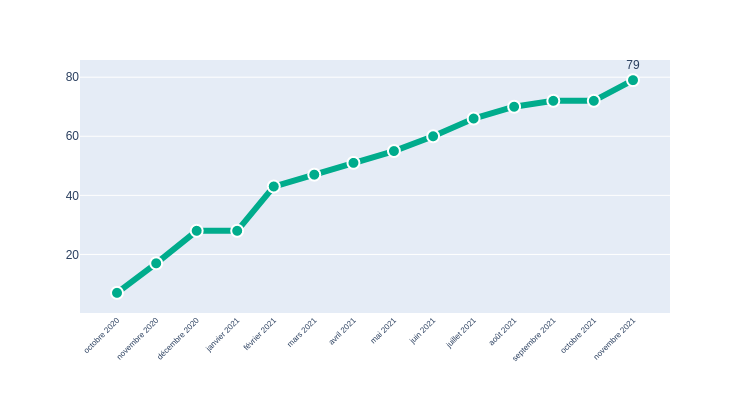 79
80
60
40
20
octobre 2020
novembre 2020
décembre 2020
janvier 2021
février 2021
mars 2021
avril 2021
mai 2021
juin 2021
juillet 2021
août 2021
septembre 2021
octobre 2021
novembre 2021